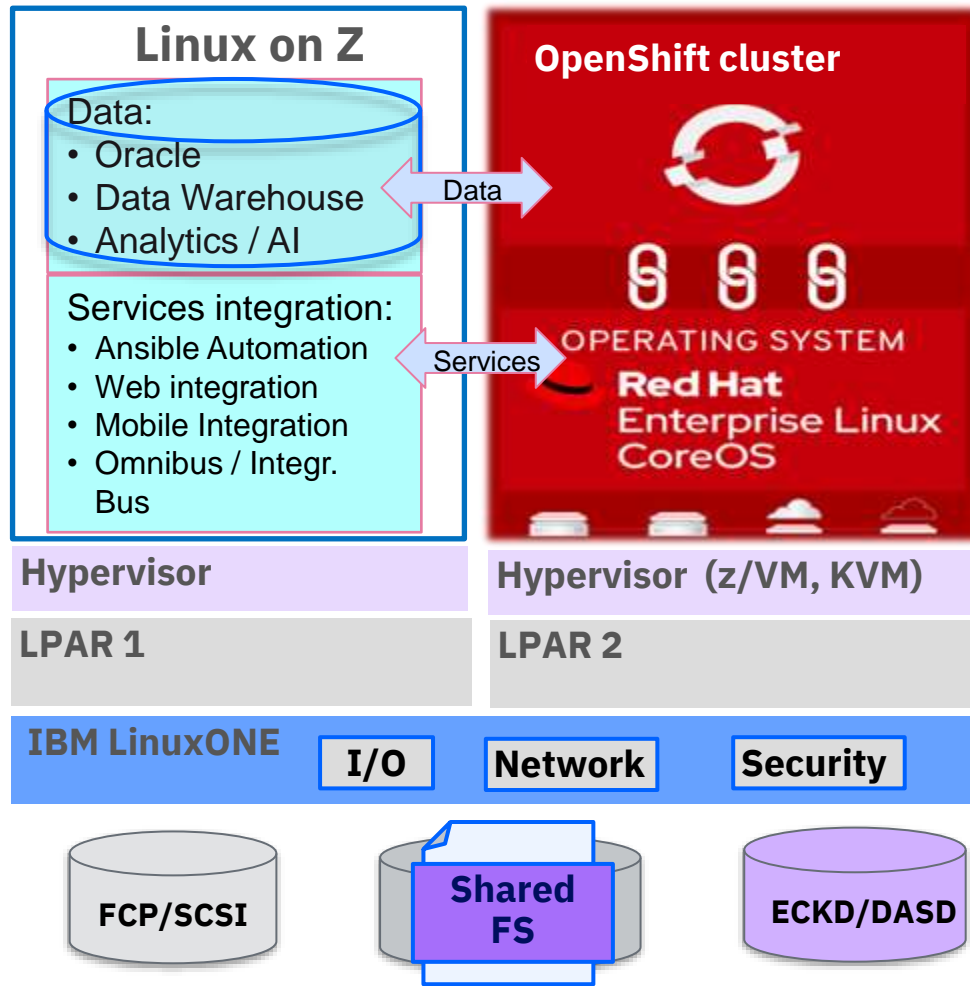 Linux on Z
Data:
• Oracle
• Data Warehouse
• Analytics / AI
Services integration:
• Ansible Automation
• Web integration
• Mobile Integration
• Omnibus / Integr.
Bus
Data
Services
OpenShift cluster
OPERATING SYSTEM
Red Hat
Enterprise Linux
CoreOS
Hypervisor
Hypervisor (z/VM, KVM)
LPAR 1
LPAR 2
IBM LinuxONE
I/O
Network
Security
FCP/SCSI
Shared
FS
ECKD/DASD